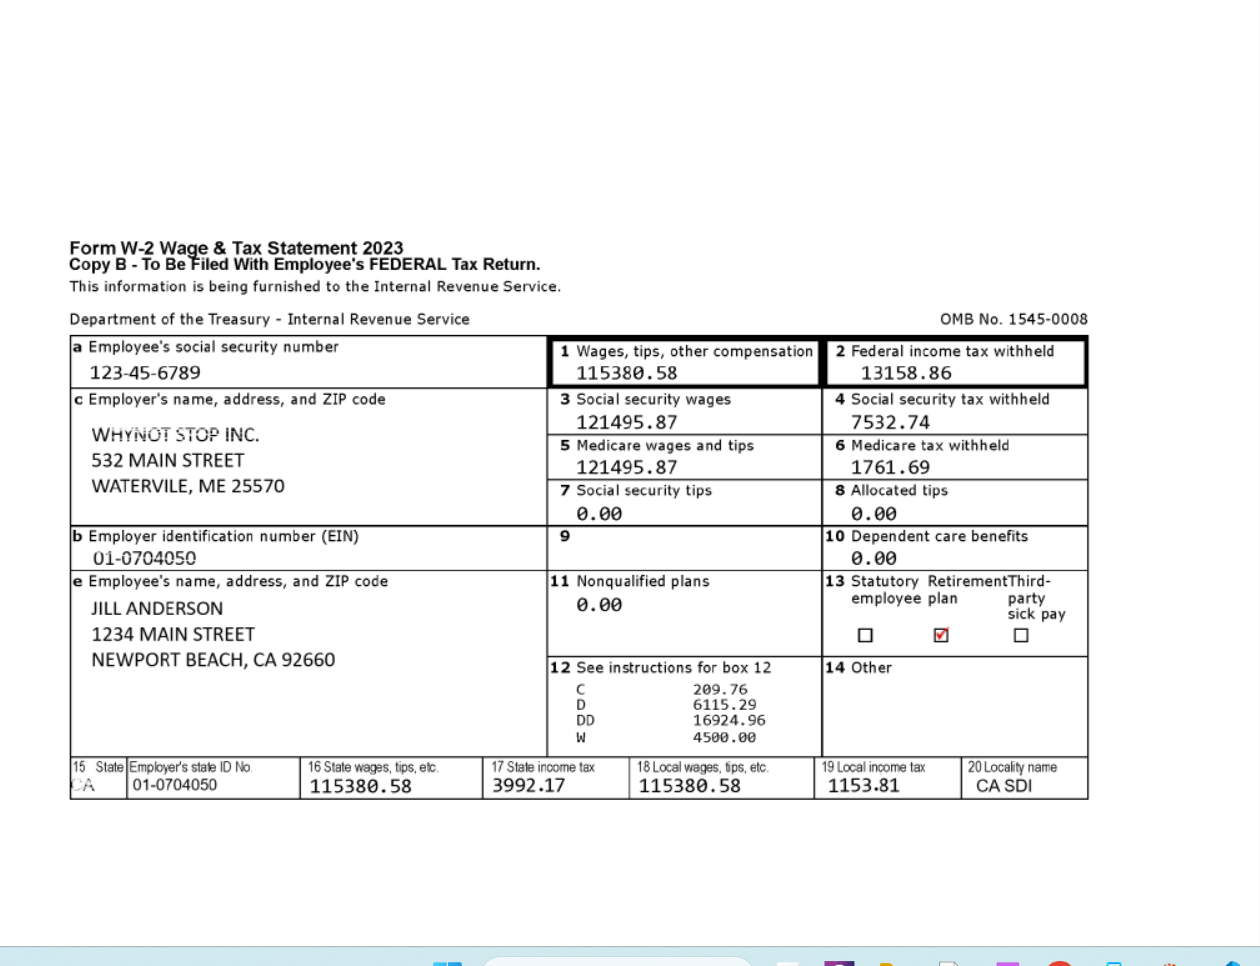 Form W-2 Wage & Tax Statement 2023
Copy B - To Be Filed With Employee's FEDERAL Tax Return.
This information is being furnished to the Internal Revenue Service.
Department of the Treasury - Internal Revenue Service
OMB No. 1545-0008
a Employee's social security number
123-45-6789
1 Wages, tips, other compensation
115380.58
2 Federal income tax withheld
13158.86
c Employer's name, address, and ZIP code
WHYNOT STOP INC.
532 MAIN STREET
WATERVILE, ME 25570
3 Social security wages
121495.87
4 Social security tax withheld
7532.74
5 Medicare wages and tips
121495.87
6 Medicare tax withheld
1761.69
7 Social security tips
0.00
8 Allocated tips
0.00
b Employer identification number (EIN)
01-0704050
9
10 Dependent care benefits
0.00
e Employee's name, address, and ZIP code
JILL ANDERSON
1234 MAIN STREET
NEWPORT BEACH, CA 92660
11 Nonqualified plans
0.00
13 Statutory RetirementThird-
employee plan party
sick pay
12 See instructions for box 12
C 209.76
D 6115.29
DD 16924.96
W 4500.00
14 Other
15 State
CA
Employer's state ID No.
01-0704050
16 State wages, tips, etc.
115380.58
17 State income tax
3992.17
18 Local wages, tips, etc.
115380.58
19 Local income tax
1153.81
20 Locality name
CA SDI